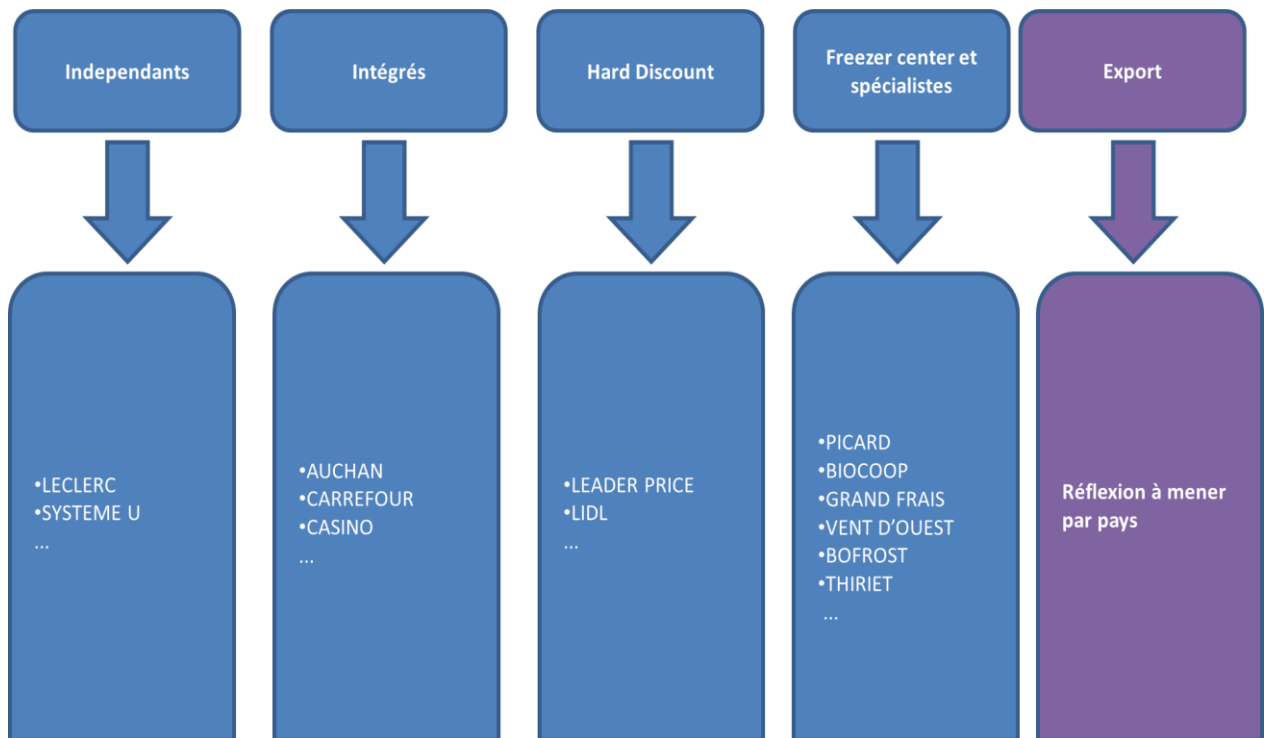 Independants
Intégrés
Hard Discount
Freezer center et
spécialistes
Export
•LECLERC
•SYSTEME U
...
•AUCHAN
•CARREFOUR
•CASINO
...
•LEADER PRICE
•LIDL
...
•PICARD
•BIOCOOP
•GRAND FRAIS
•VENT D’OUEST
•BOFROST
•THIRIET
...
Réflexion à mener
par pays